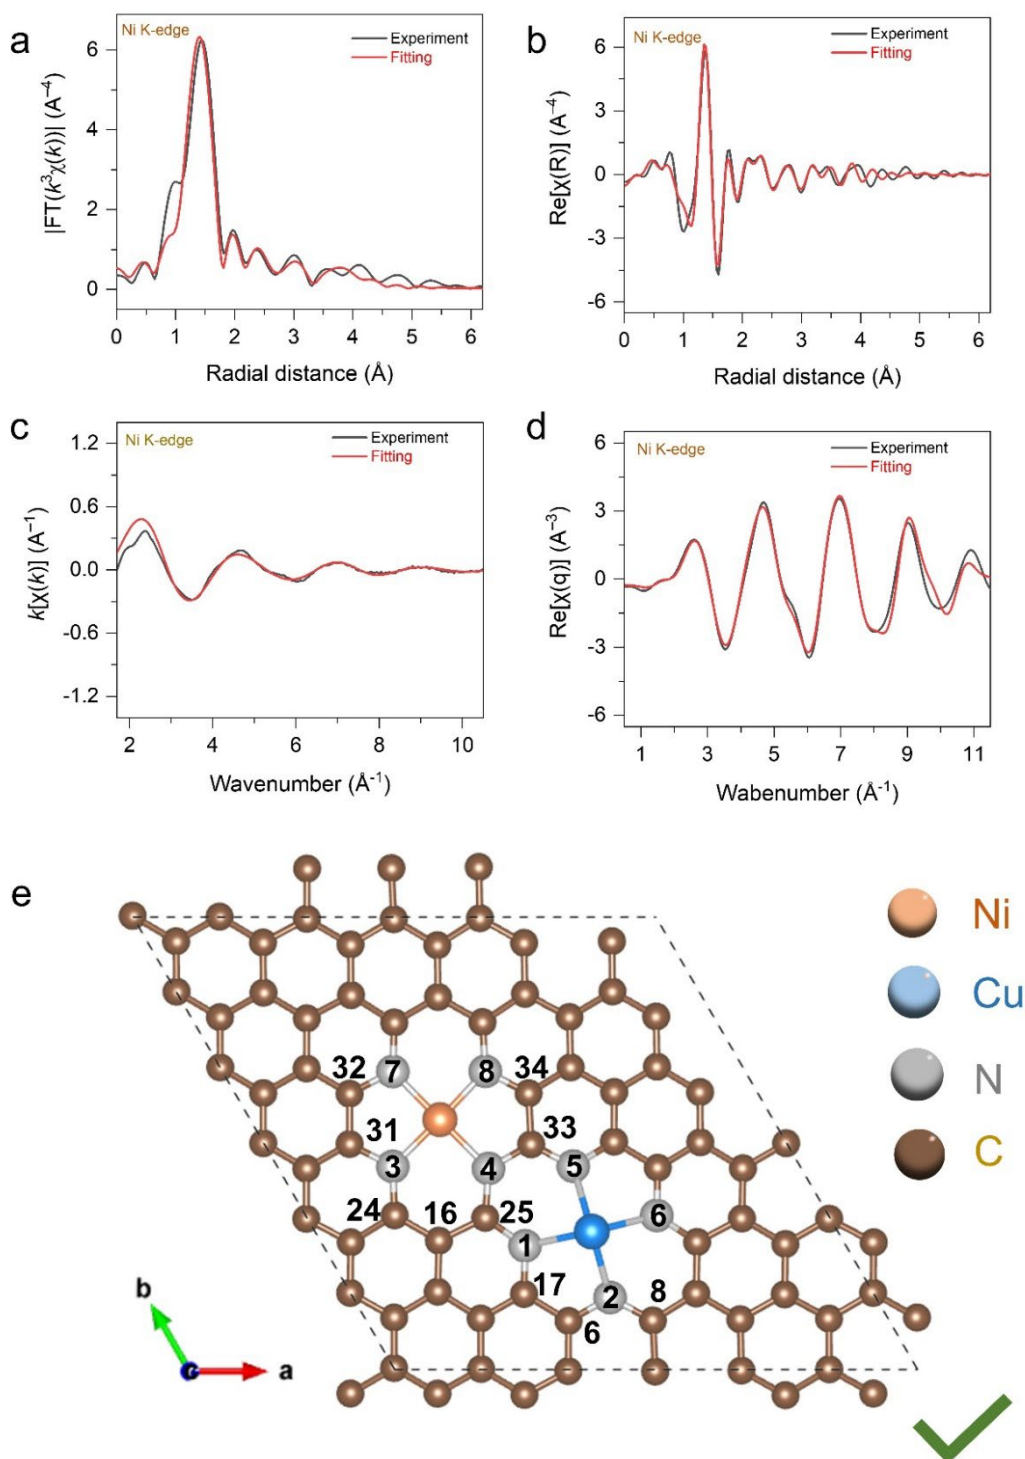 a
Ni K-edge
Experiment
Fitting
|FT(k³χ(k))| (A⁻⁴)
6
4
2
0
0 1 2 3 4 5 6
Radial distance (Å)
b
Ni K-edge
Experiment
Fitting
Re[χ(R)] (A⁻⁴)
6
3
0
-3
-6
0 1 2 3 4 5 6
Radial distance (Å)
c
Ni K-edge
Experiment
Fitting
k[χ(k)] (A⁻¹)
1.2
0.6
0.0
-0.6
-1.2
2 4 6 8 10
Wavenumber (Å⁻¹)
d
Ni K-edge
Experiment
Fitting
Re[χ(q)] (A⁻³)
6
3
0
-3
-6
1 3 5 7 9 11
Wabenumber (Å⁻¹)
e
Ni
Cu
N
C
32 7 8 34
31 33
3 4 5
24 16 25 6
1
17 2 8
6
b
c a